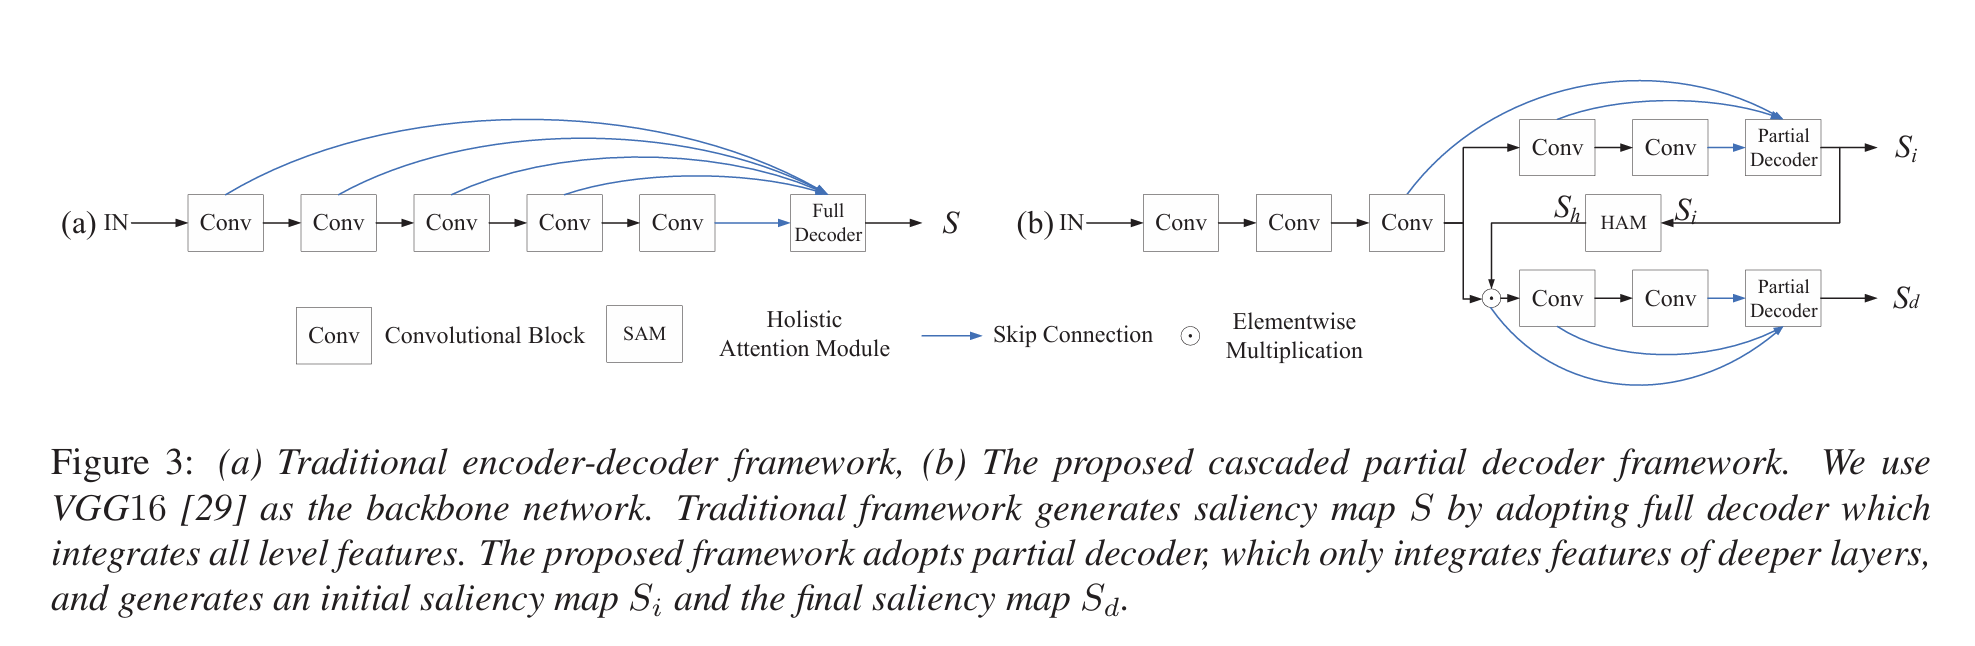 (a) IN Conv Conv Conv Conv Conv Full Decoder S
(b) IN Conv Conv Conv
Conv Conv Partial Decoder S_i
S_h HAM S_i
Conv Conv Partial Decoder S_d
Conv Convolutional Block SAM Holistic Attention Module Skip Connection Elementwise Multiplication
Figure 3: (a) Traditional encoder-decoder framework, (b) The proposed cascaded partial decoder framework. We use
VGG16 [29] as the backbone network. Traditional framework generates saliency map S by adopting full decoder which
integrates all level features. The proposed framework adopts partial decoder, which only integrates features of deeper layers,
and generates an initial saliency map S_i and the final saliency map S_d.